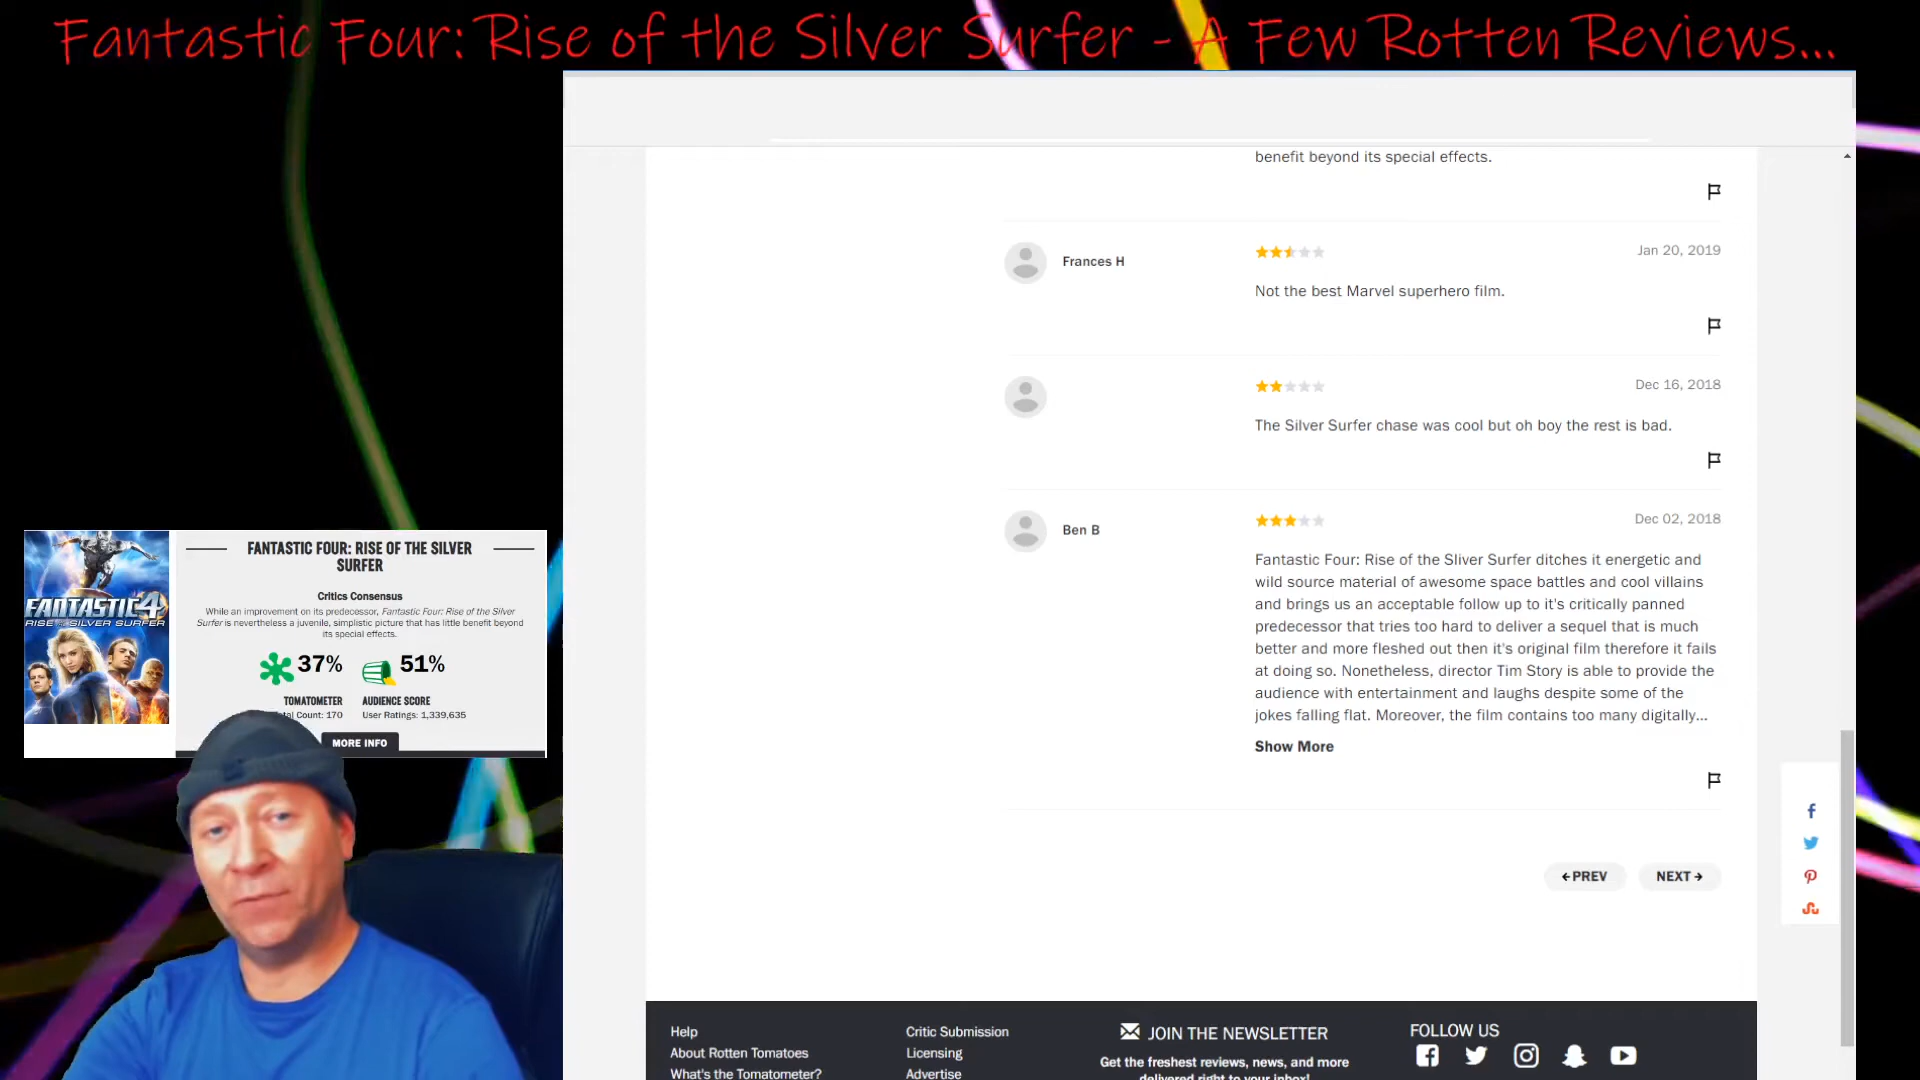 Fantastic Four: Rise of the Silver Surfer - A Few Rotten Reviews...
benefit beyond its special effects.
Frances H
Jan 20, 2019
Not the best Marvel superhero film.
Dec 16, 2018
The Silver Surfer chase was cool but oh boy the rest is bad.
Ben B
Dec 02, 2018
Fantastic Four: Rise of the SIiver Surfer ditches it energetic and
wild source material of awesome space battles and cool villains
and brings us an acceptable follow up to it's critically panned
predecessor that tries too hard to deliver a sequel that is much
better and more fleshed out then it's original film therefore it fails
at doing so. Nonetheless, director Tim Story is able to provide the
audience with entertainment and laughs despite some of the
jokes falling flat. Moreover, the film contains too many digitally...
Show More
PREV
NEXT
FANTASTIC 4
RISE OF THE SILVER SURFER
FANTASTIC FOUR: RISE OF THE SILVER
SURFER
Critics Consensus
While an improvement on its predecessor, Fantastic Four: Rise of the Silver
Surfer is nevertheless a juvenile, simplistic picture that has little benefit beyond
its special effects.
37%
51%
TOMATOMETER
AUDIENCE SCORE
Count: 170
User Ratings: 1,339,635
MORE INFO
Help
About Rotten Tomatoes
What's the Tomatometer?
Critic Submission
Licensing
Advertise
JOIN THE NEWSLETTER
Get the freshest reviews, news, and more
delivered right to your inbox!
FOLLOW US